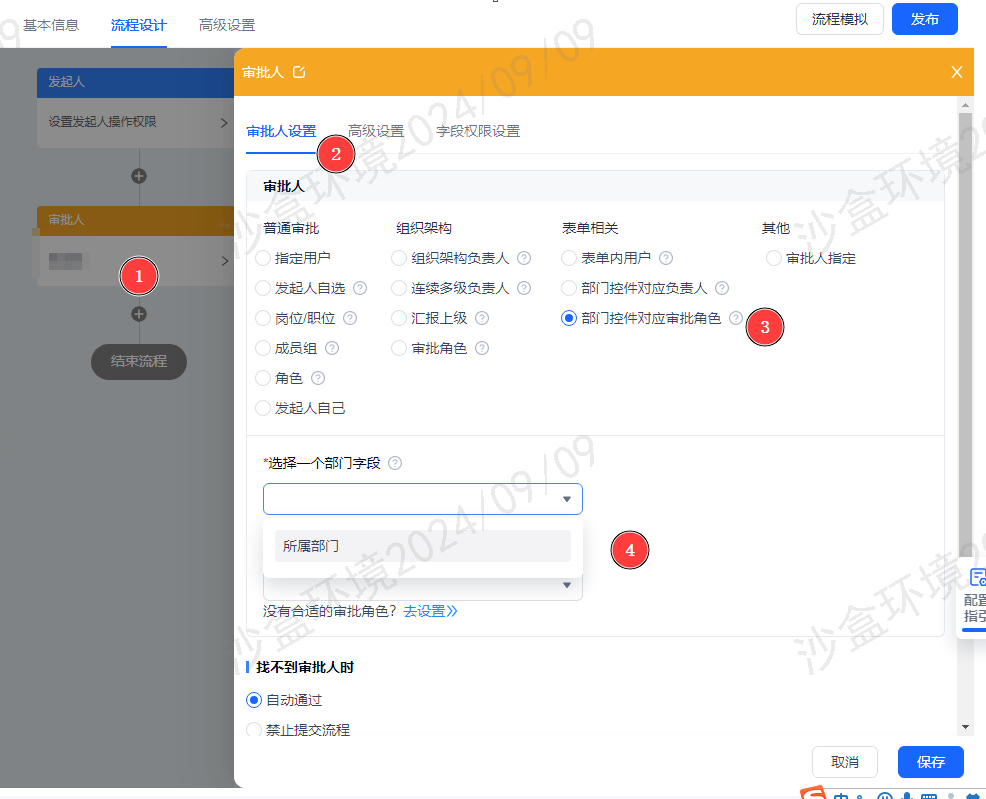 基本信息
流程设计
高级设置
流程模拟
发布
发起人
设置发起人操作权限
审批人
1
结束流程
审批人
审批人设置
高级设置
字段权限设置
2
审批人
普通审批
组织架构
表单相关
其他
指定用户
组织架构负责人
表单内用户
审批人指定
发起人自选
连续多级负责人
部门控件对应负责人
岗位/职位
汇报上级
部门控件对应审批角色
3
成员组
审批角色
角色
发起人自己
*选择一个部门字段
所属部门
4
没有合适的审批角色？ 去设置
找不到审批人时
自动通过
禁止提交流程
配置
指引
取消
保存
沙盒环境2024/09/09
沙盒环境2024/09/09